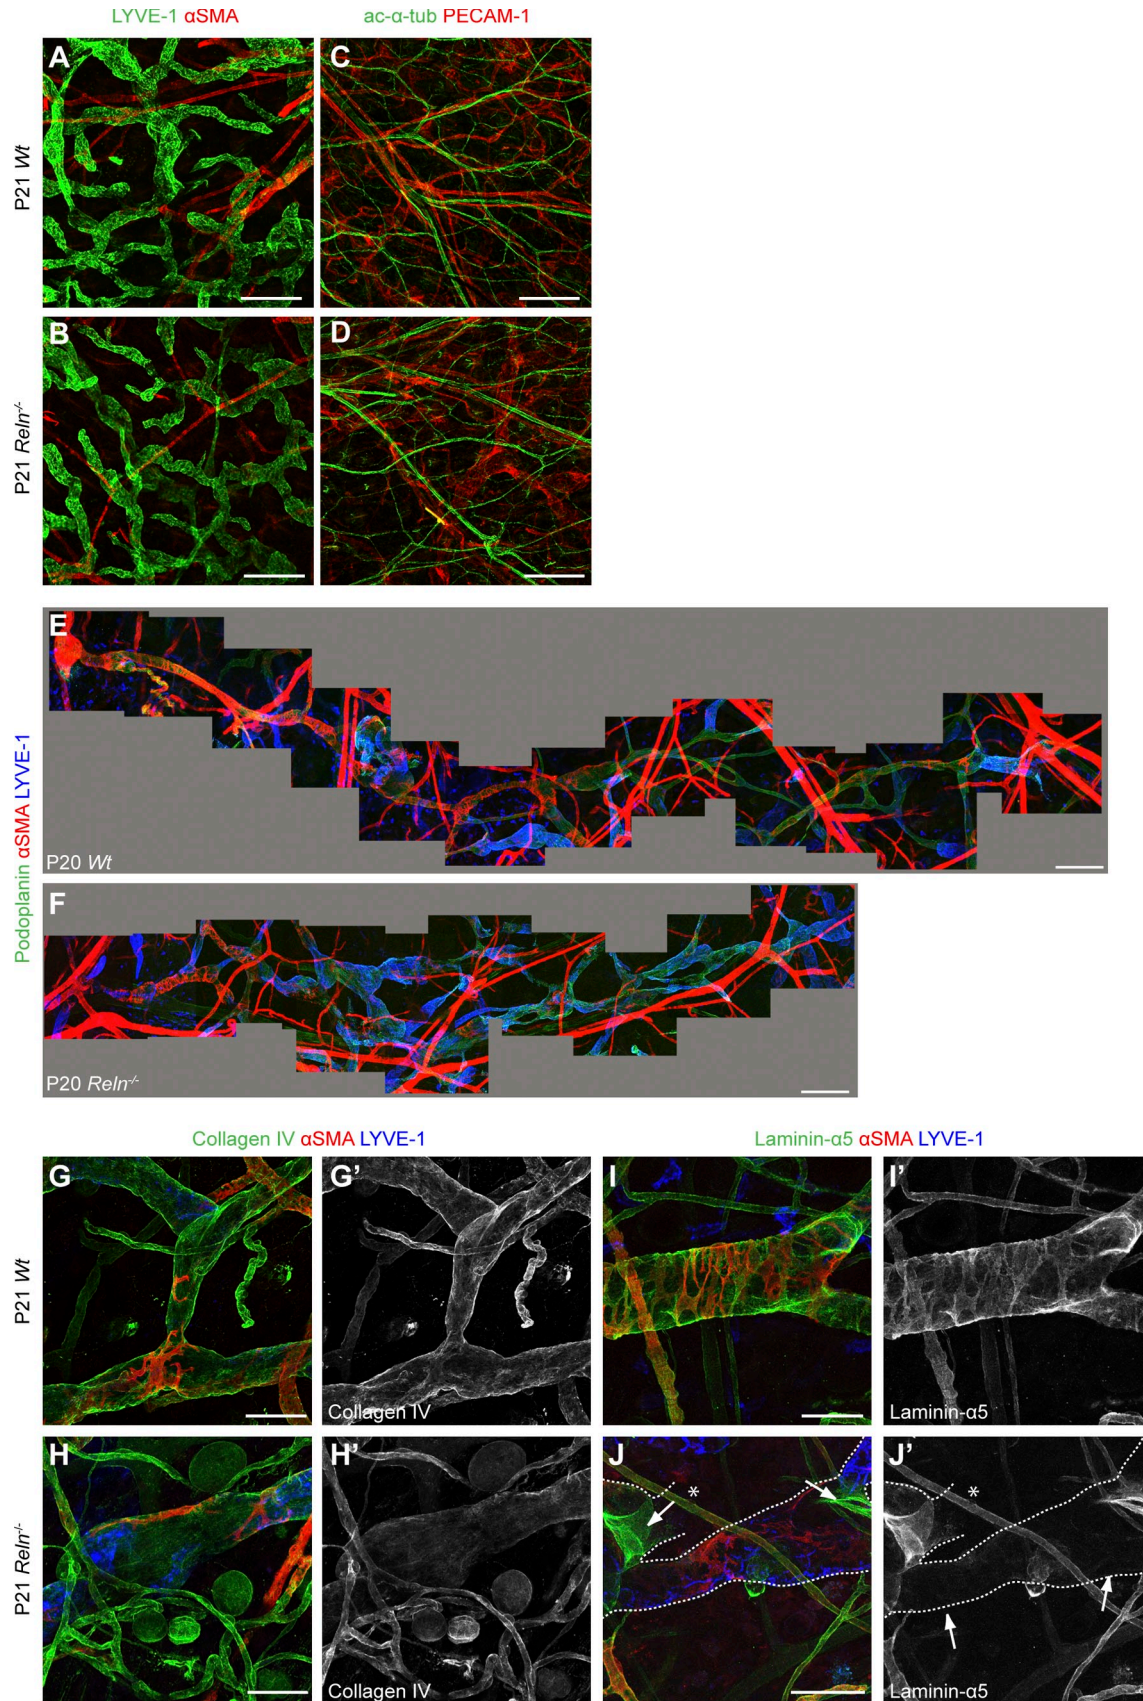 LYVE-1 αSMA
ac-α-tub PECAM-1
P21 Wt
A
C
P21 Reln-/-
B
D
Podoplanin αSMA LYVE-1
E
P20 Wt
F
P20 Reln-/-
Collagen IV αSMA LYVE-1
Laminin-α5 αSMA LYVE-1
P21 Wt
G
G’
Collagen IV
I
I’
Laminin-α5
P21 Reln-/-
H
H’
Collagen IV
J
*
J’
*
Laminin-α5